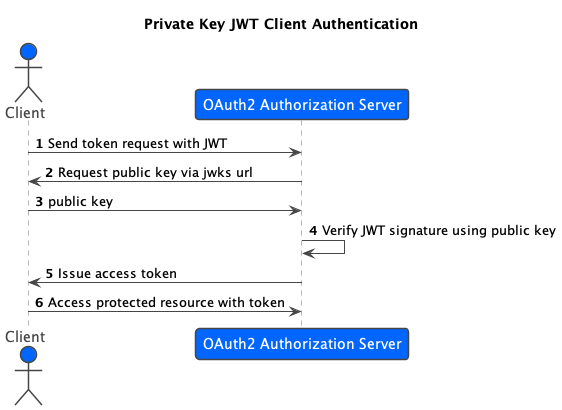 Private Key JWT Client Authentication
Client
OAuth2 Authorization Server
1 Send token request with JWT
2 Request public key via jwks url
3 public key
4 Verify JWT signature using public key
5 Issue access token
6 Access protected resource with token
Client
OAuth2 Authorization Server